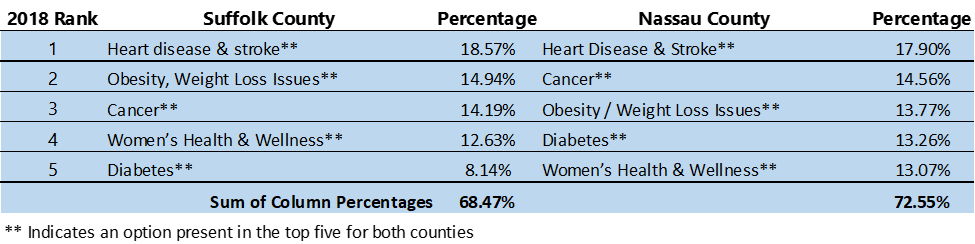 2018 Rank Suffolk County Percentage Nassau County Percentage
1 Heart disease & stroke** 18.57% Heart Disease & Stroke** 17.90%
2 Obesity, Weight Loss Issues** 14.94% Cancer** 14.56%
3 Cancer** 14.19% Obesity / Weight Loss Issues** 13.77%
4 Women’s Health & Wellness** 12.63% Diabetes** 13.26%
5 Diabetes** 8.14% Women’s Health & Wellness** 13.07%
Sum of Column Percentages 68.47% 72.55%
** Indicates an option present in the top five for both counties